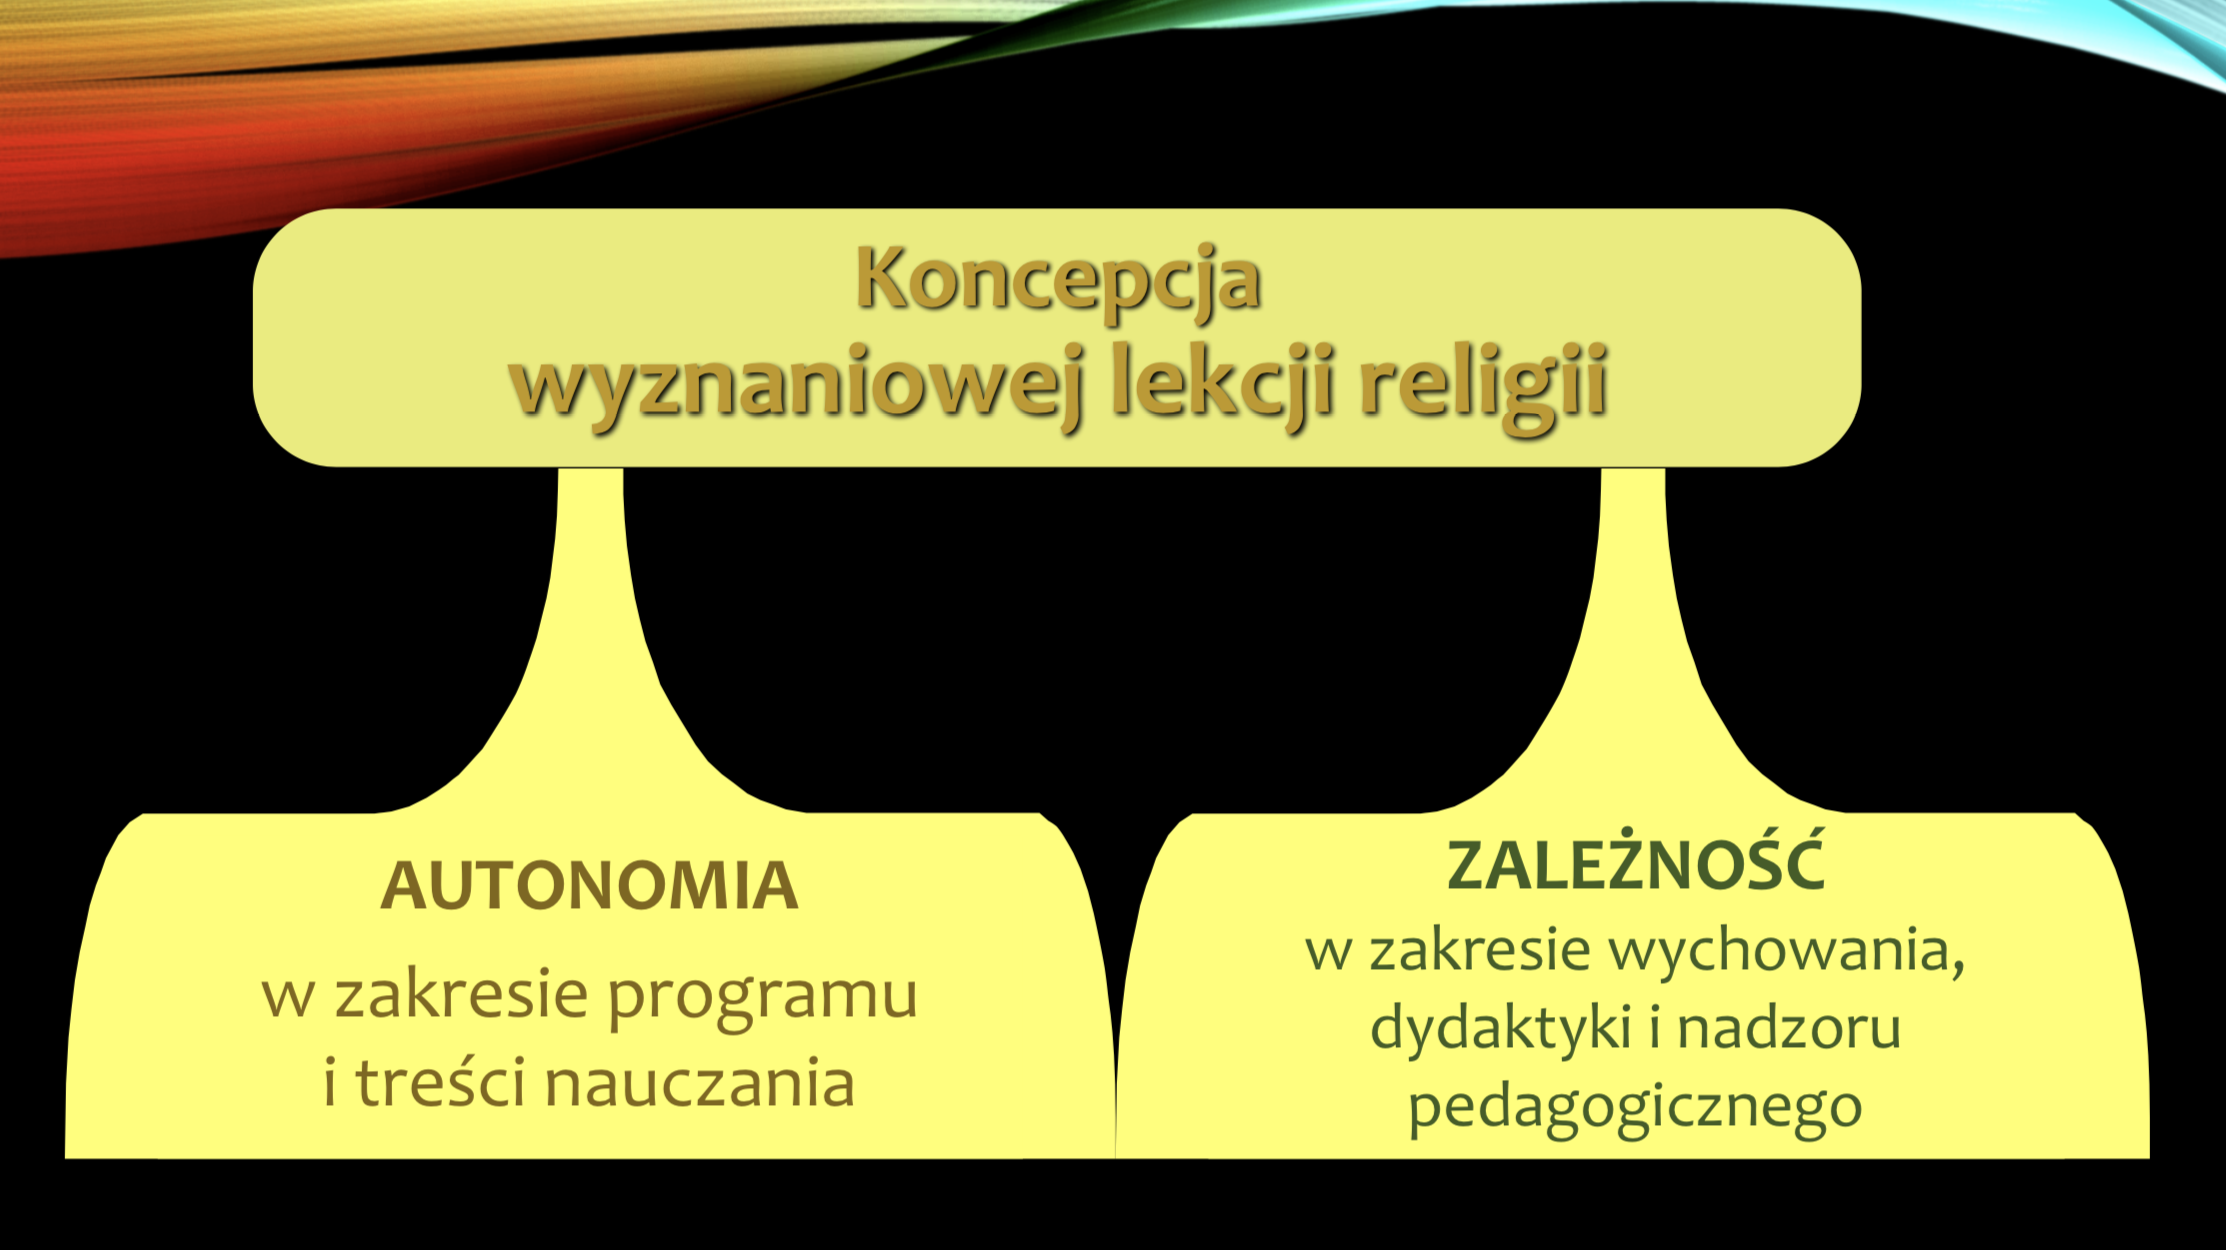 Koncepcja
wyznaniowej lekcji religii
AUTONOMIA
w zakresie programu
i treści nauczania
ZALEŻNOŚĆ
w zakresie wychowania,
dydaktyki i nadzoru
pedagogicznego